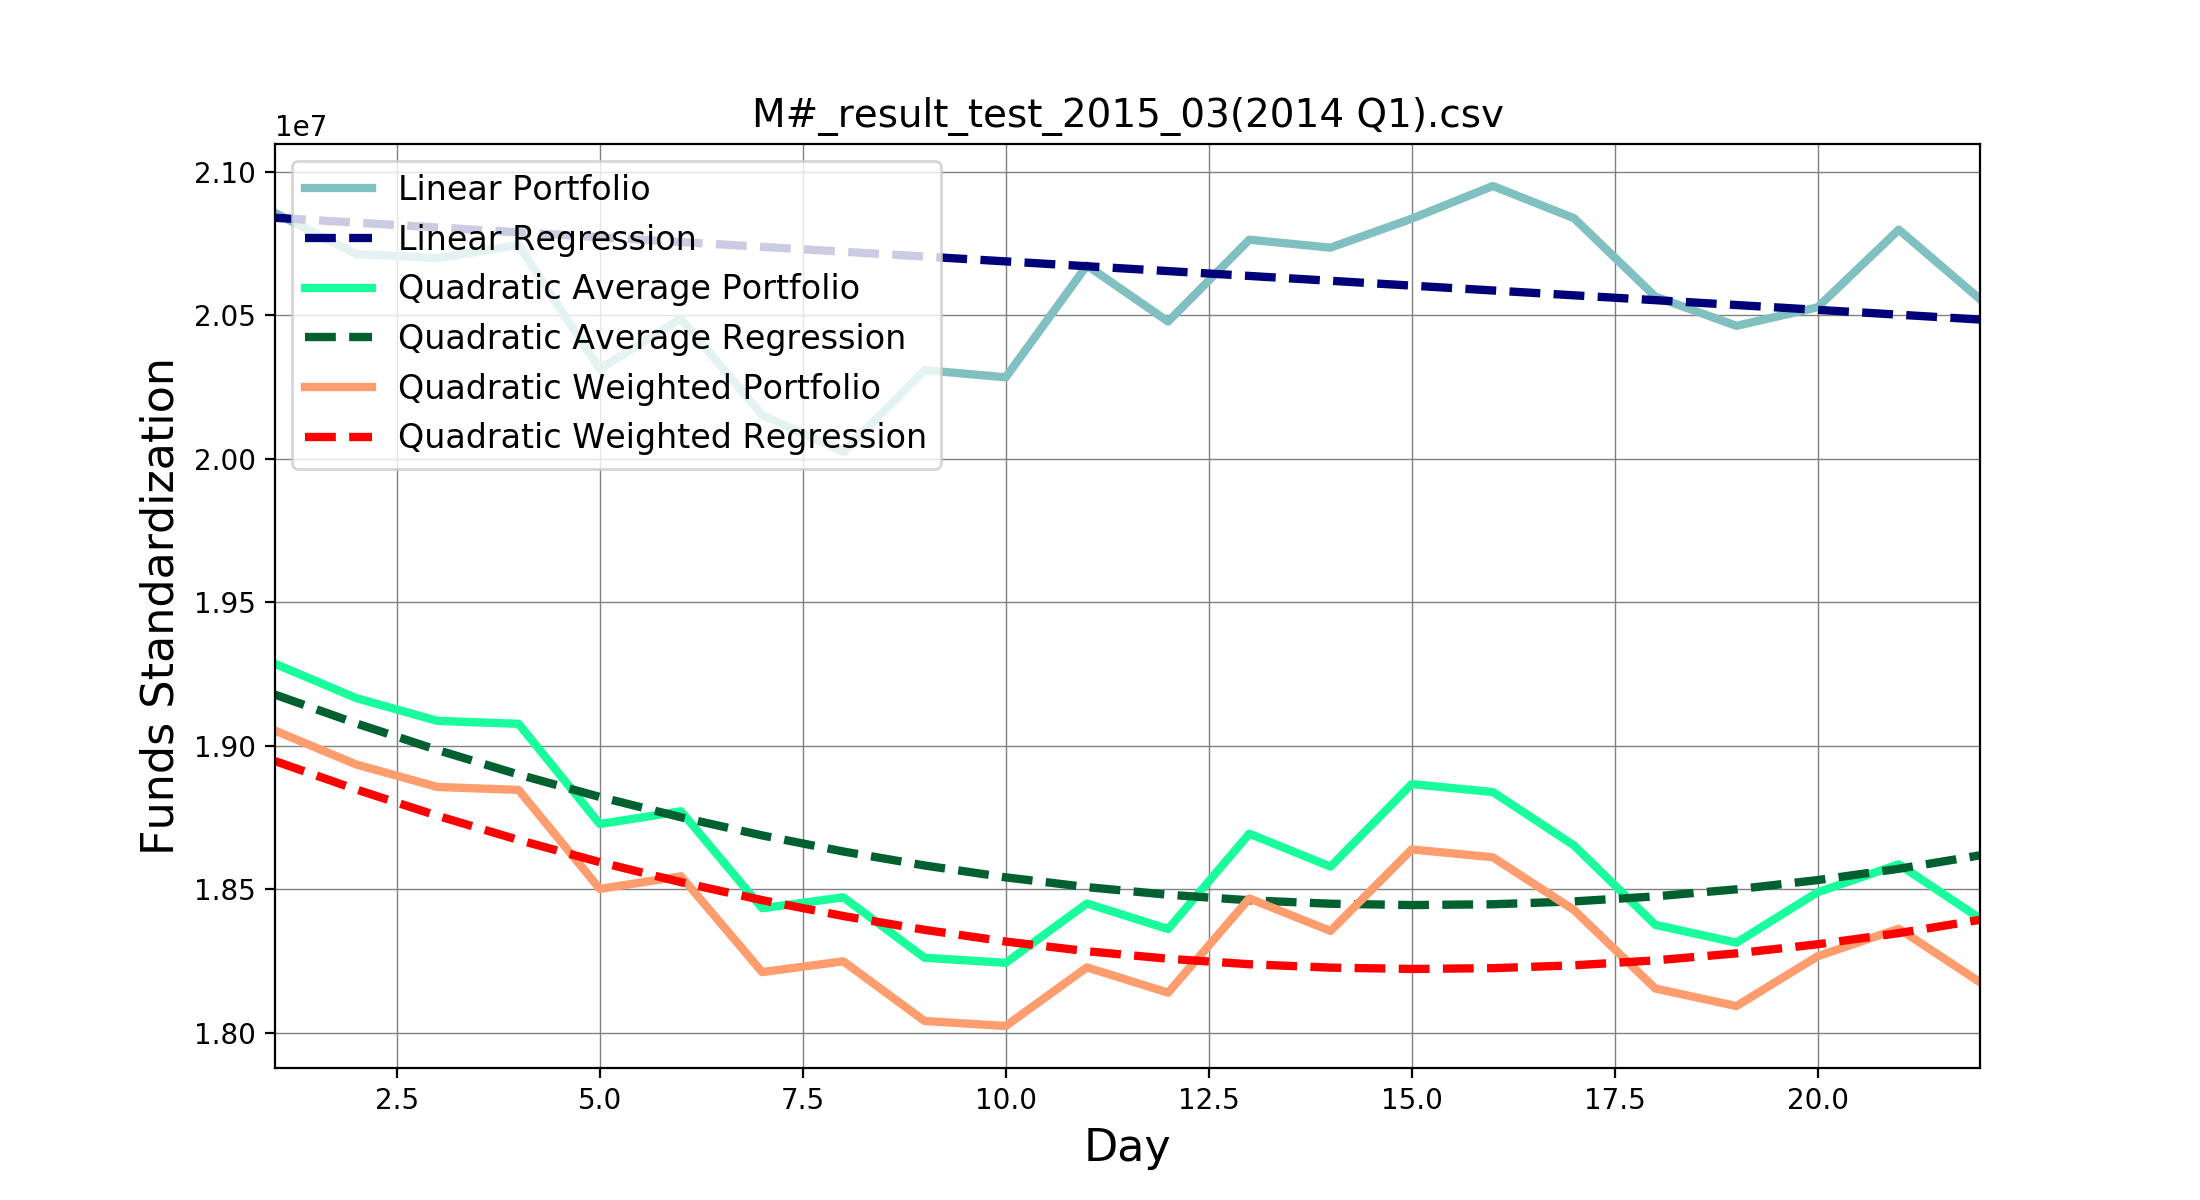 M#_result_test_2015_03(2014 Q1).csv
1e7
2.10
2.05
2.00
1.95
1.90
1.85
1.80
Funds Standardization
Linear Portfolio
Linear Regression
Quadratic Average Portfolio
Quadratic Average Regression
Quadratic Weighted Portfolio
Quadratic Weighted Regression
2.5 5.0 7.5 10.0 12.5 15.0 17.5 20.0
Day